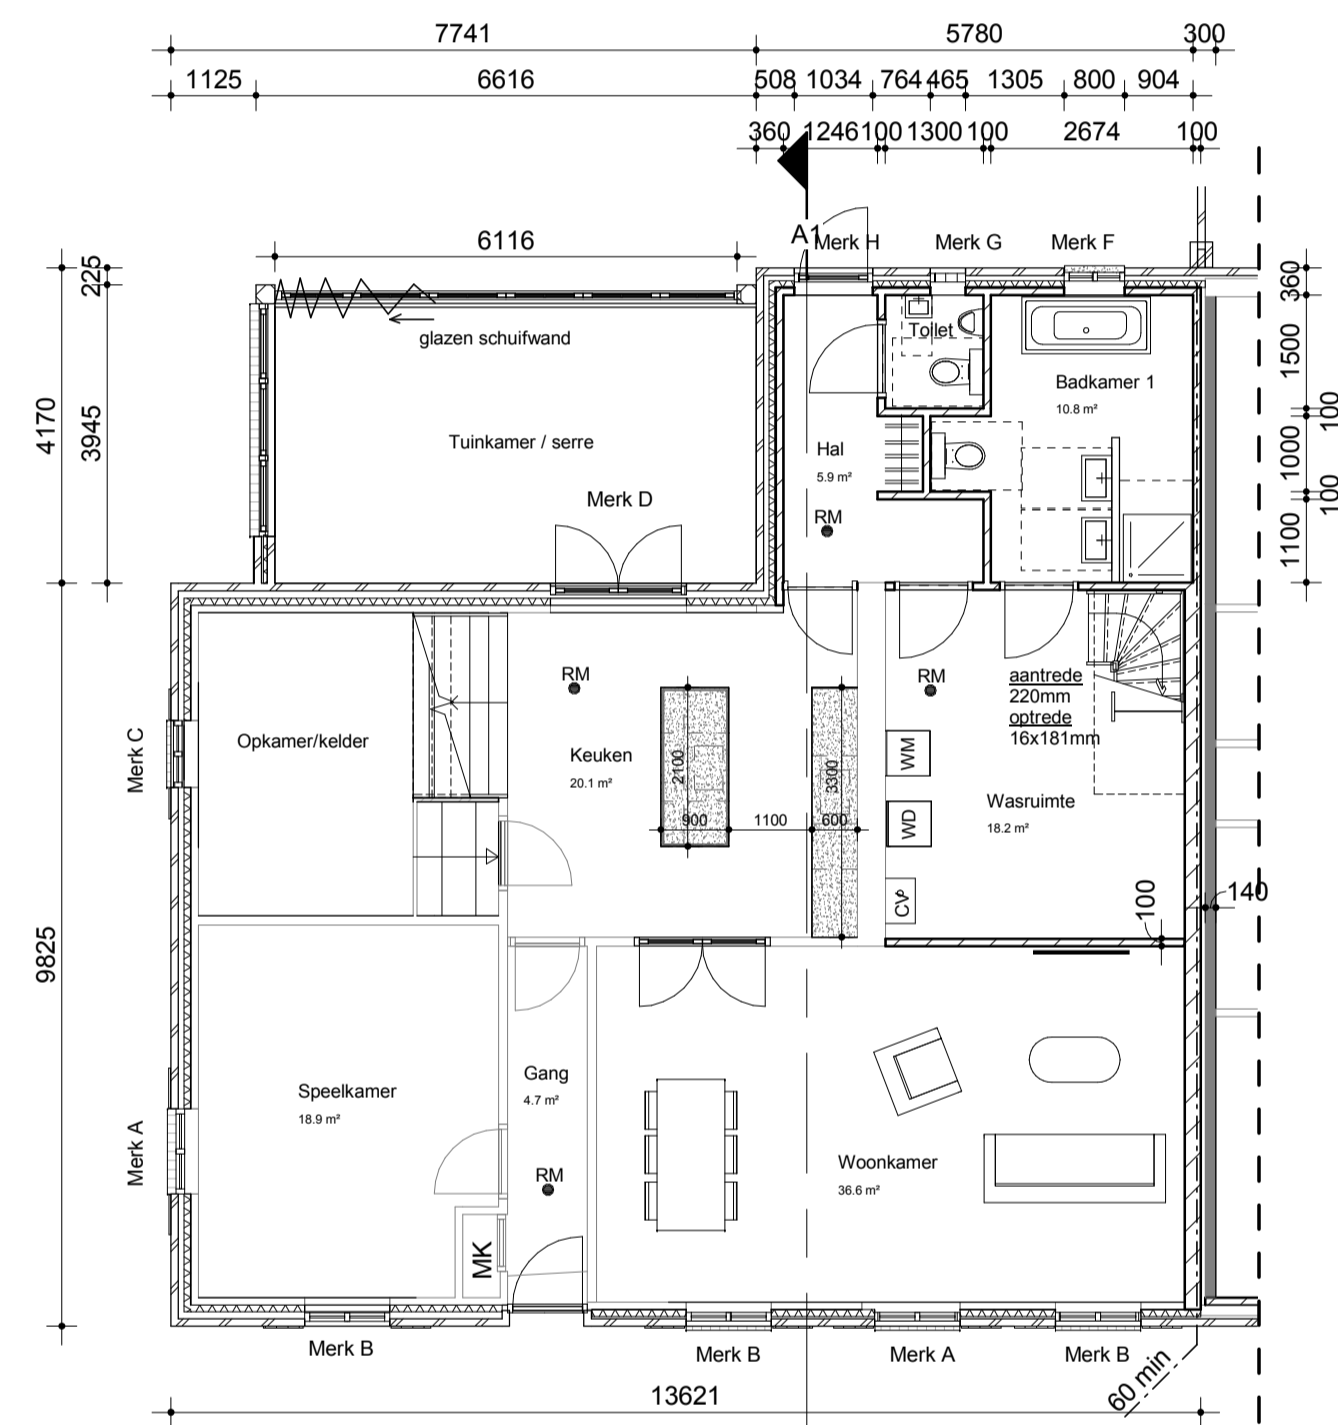 7741 5780 300
1125 6616 508 1034 764 465 1305 800 904
360 1246 100 1300 100 2674 100
6116 A1 Merk H Merk G Merk F
225 360
glazen schuifwand Toilet
1500
Badkamer 1
10.8 m²
4170 3945 100
Tuinkamer / serre Hal
5.9 m²
1000
Merk D
100
RM
1100
RM RM aantrede
220mm
optrede
16x181mm
Merk C Opkamer/kelder Keuken
20.1 m²
2100 3300 WM
900 1100 600 WD Wasruimte
18.2 m²
CV 100 140
9825
Speelkamer
18.9 m²
Gang
4.7 m²
Merk A
RM
Woonkamer
36.6 m²
MK
Merk B Merk B Merk A Merk B
60 min
13621